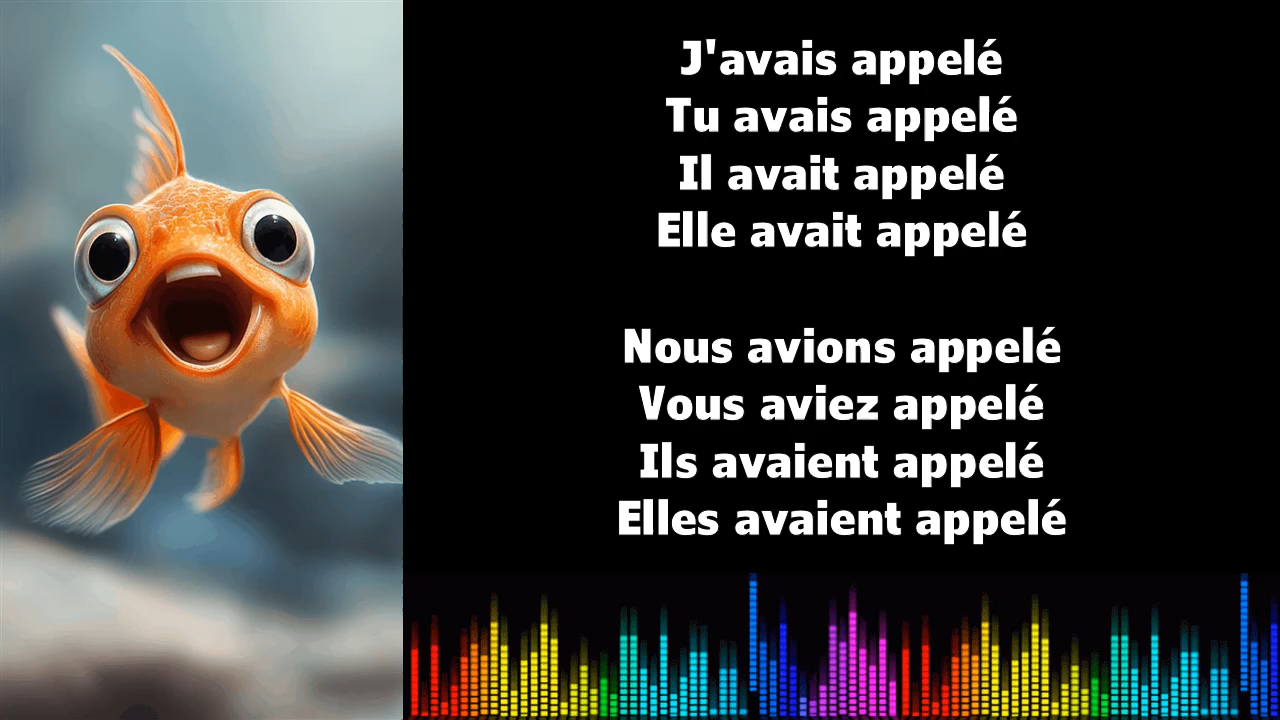 J'avais appelé
Tu avais appelé
Il avait appelé
Elle avait appelé
Nous avions appelé
Vous aviez appelé
Ils avaient appelé
Elles avaient appelé